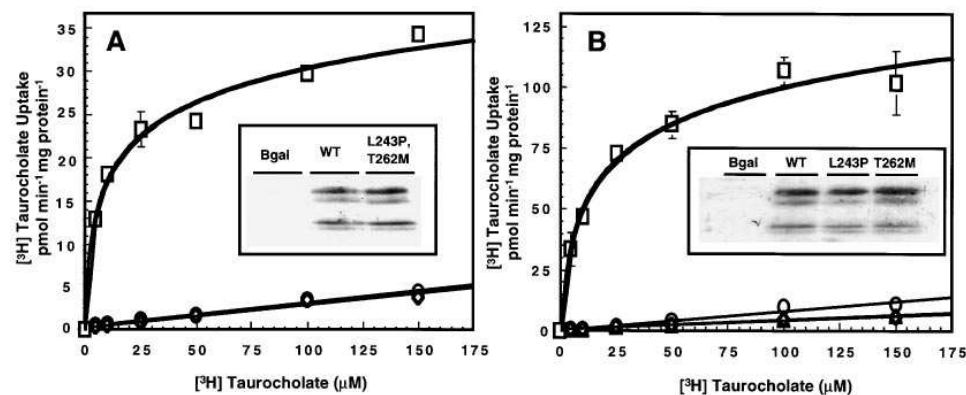 A
[³H] Taurocholate Uptake
pmol min⁻¹ mg protein⁻¹
35
30
25
20
15
10
5
0
0 25 50 75 100 125 150 175
[³H] Taurocholate (µM)
Bgal WT L243P,
T262M
B
[³H] Taurocholate Uptake
pmol min⁻¹ mg protein⁻¹
125
100
75
50
25
0
0 25 50 75 100 125 150 175
[³H] Taurocholate (µM)
Bgal WT L243P T262M